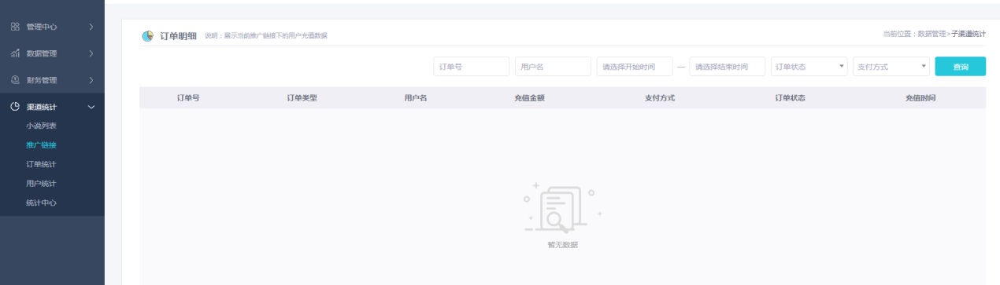 管理中心
数据管理
财务管理
渠道统计
小说列表
推广链接
订单统计
用户统计
统计中心
订单明细 说明：展示当前推广链接下的用户充值数据
当前位置：数据管理>子渠道统计
订单号 用户名 请选择开始时间 — 请选择结束时间 订单状态 支付方式 查询
订单号 订单类型 用户名 充值金额 支付方式 订单状态 充值时间
暂无数据